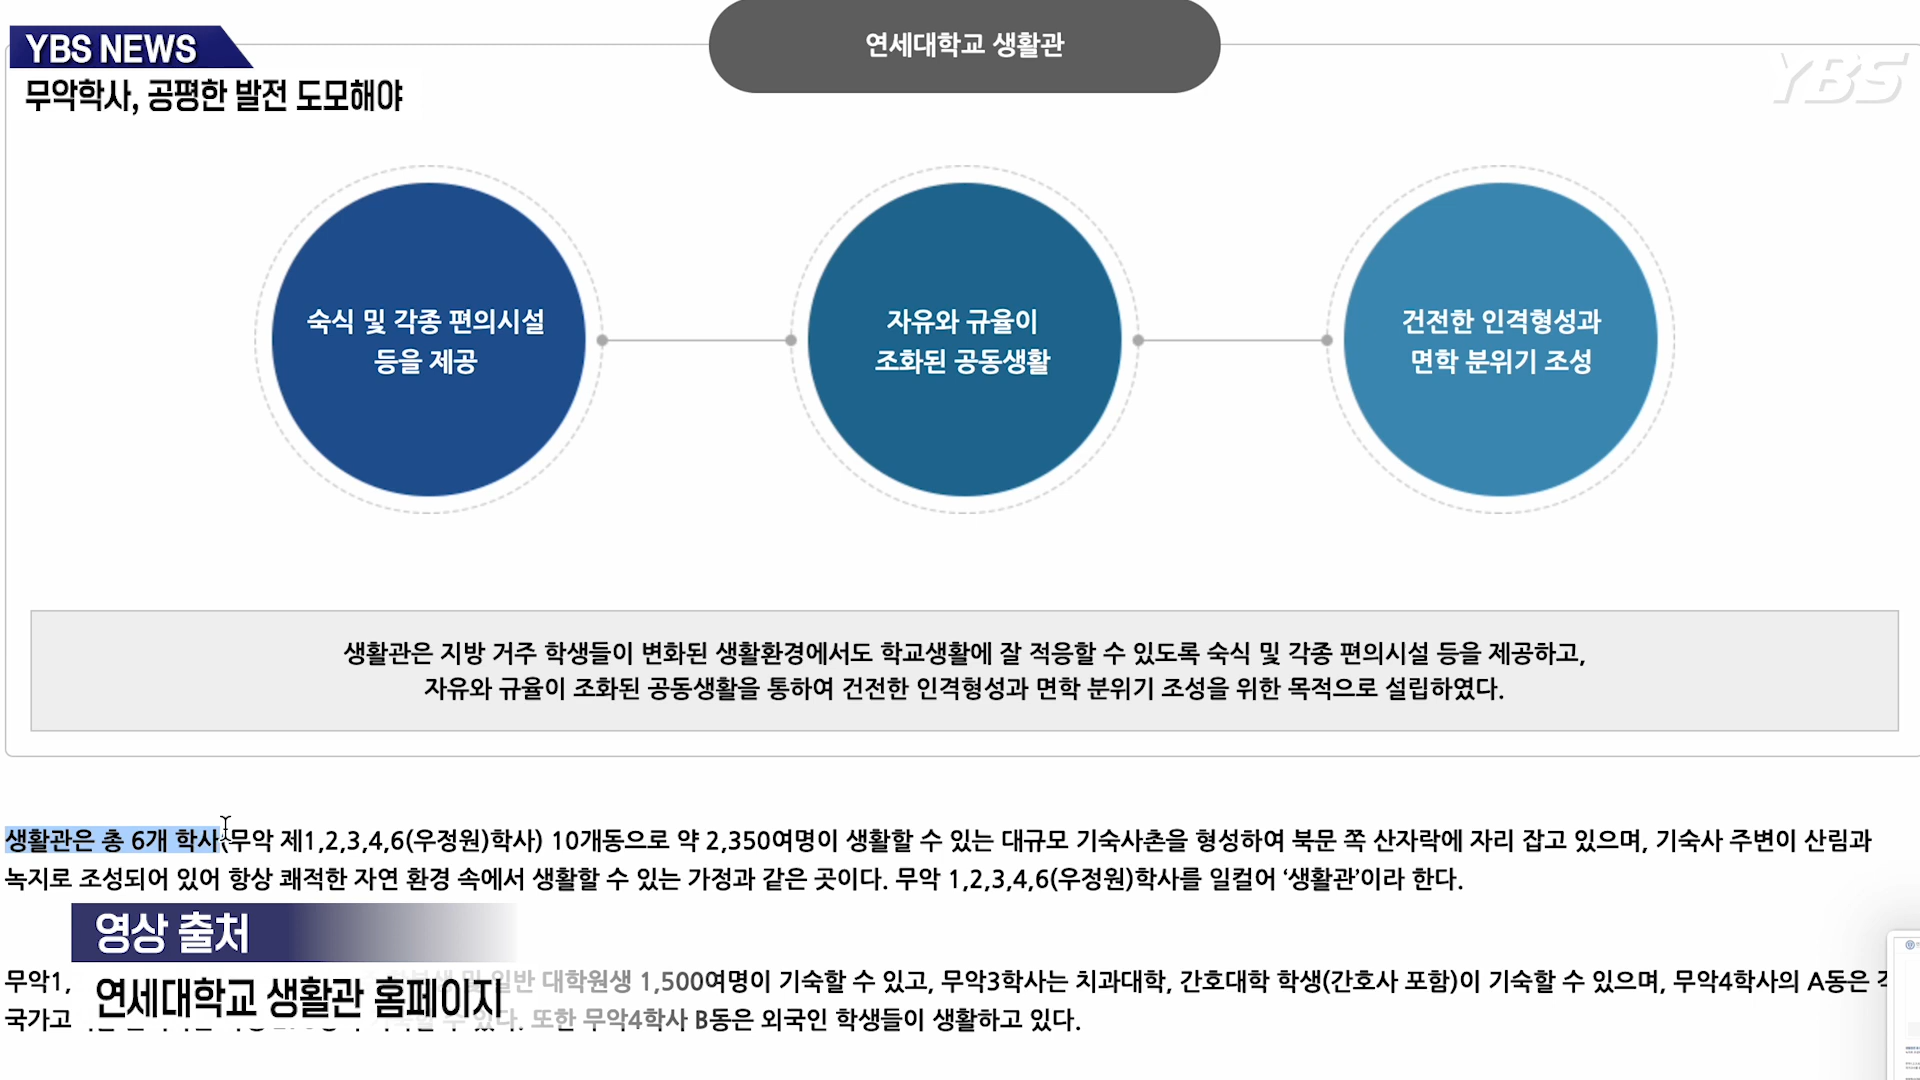 연세대학교 생활관
YBS NEWS
무악학사, 공평한 발전 도모해야
YBS
숙식 및 각종 편의시설
등을 제공
자유와 규율이
조화된 공동생활
건전한 인격형성과
면학 분위기 조성
생활관은 지방 거주 학생들이 변화된 생활환경에서도 학교생활에 잘 적응할 수 있도록 숙식 및 각종 편의시설 등을 제공하고,
자유와 규율이 조화된 공동생활을 통하여 건전한 인격형성과 면학 분위기 조성을 위한 목적으로 설립하였다.
생활관은 총 6개 학사(무악 제1,2,3,4,6(우정원)학사) 10개동으로 약 2,350여명이 생활할 수 있는 대규모 기숙사촌을 형성하여 북문 쪽 산자락에 자리 잡고 있으며, 기숙사 주변이 산림과
녹지로 조성되어 있어 항상 쾌적한 자연 환경 속에서 생활할 수 있는 가정과 같은 곳이다. 무악 1,2,3,4,6(우정원)학사를 일컬어 ‘생활관’이라 한다.
영상 출처
무악1, 및 일반 대학원생 1,500여명이 기숙할 수 있고, 무악3학사는 치과대학, 간호대학 학생(간호사 포함)이 기숙할 수 있으며, 무악4학사의 A동은
연세대학교 생활관 홈페이지
국가고 또한 무악4학사 B동은 외국인 학생들이 생활하고 있다.